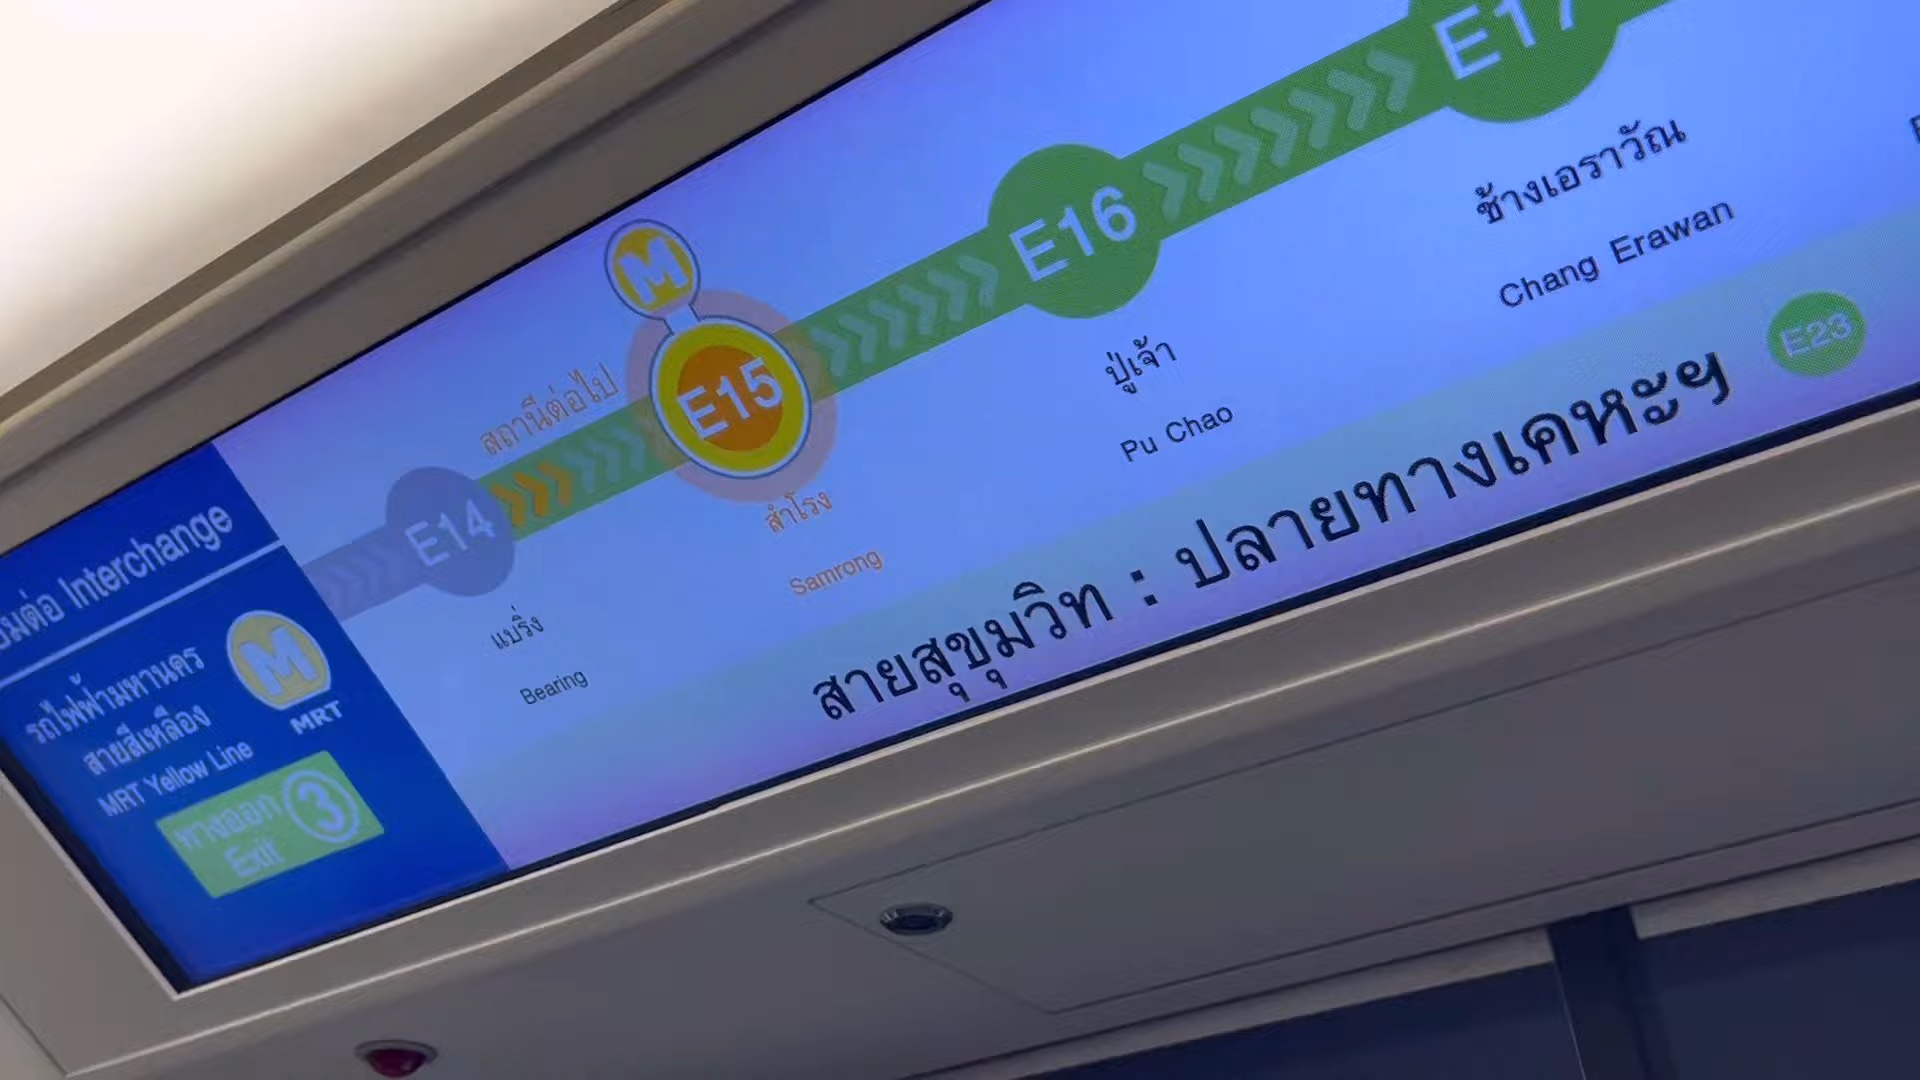 มต่อ Interchange
รถไฟฟ้ามหานคร
สายสีเหลือง
MRT Yellow Line
M
MRT
ทางออก
Exit
3
E14
แบริ่ง
Bearing
สถานีต่อไป
M
E15
สำโรง
Samrong
E16
ปู่เจ้า
Pu Chao
E17
ช้างเอราวัณ
Chang Erawan
สายสุขุมวิท : ปลายทางเคหะฯ
E23